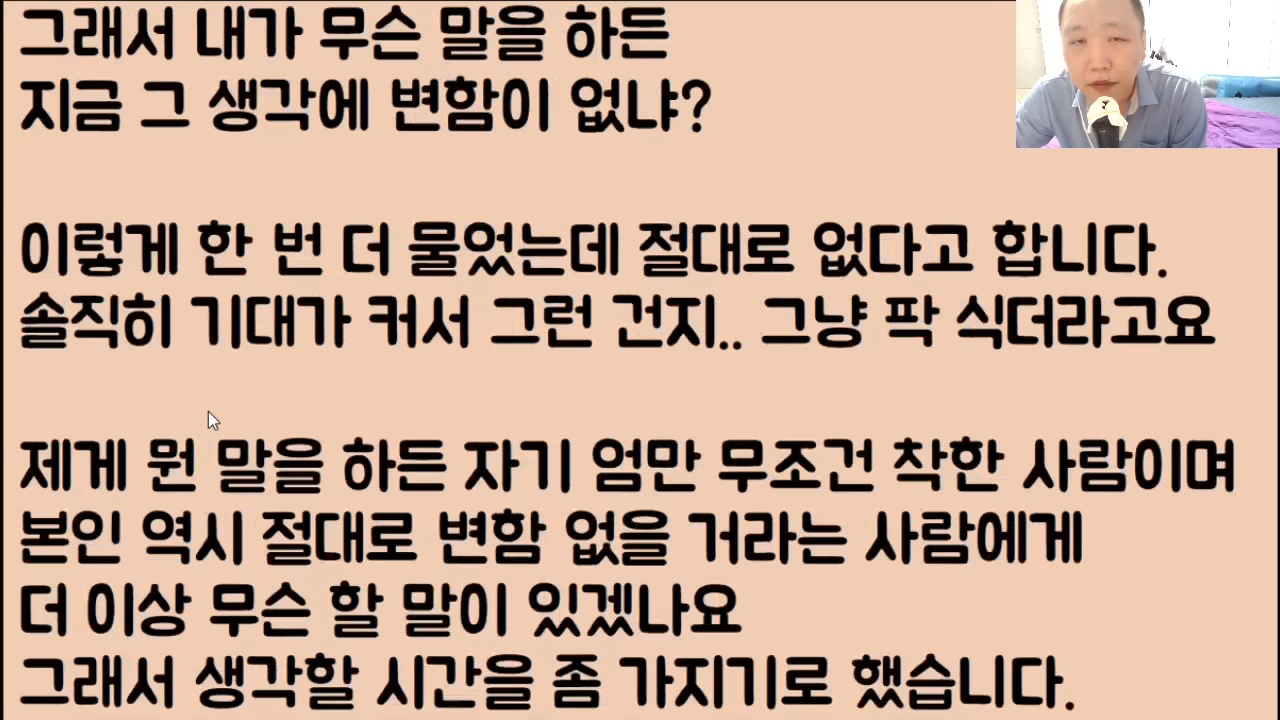 그래서 내가 무슨 말을 하든
지금 그 생각에 변함이 없냐?
이렇게 한 번 더 물었는데 절대로 없다고 합니다.
솔직히 기대가 커서 그런 건지.. 그냥 팍 식더라고요
제게 뭔 말을 하든 자기 엄만 무조건 착한 사람이며
본인 역시 절대로 변함 없을 거라는 사람에게
더 이상 무슨 할 말이 있겠나요
그래서 생각할 시간을 좀 가지기로 했습니다.